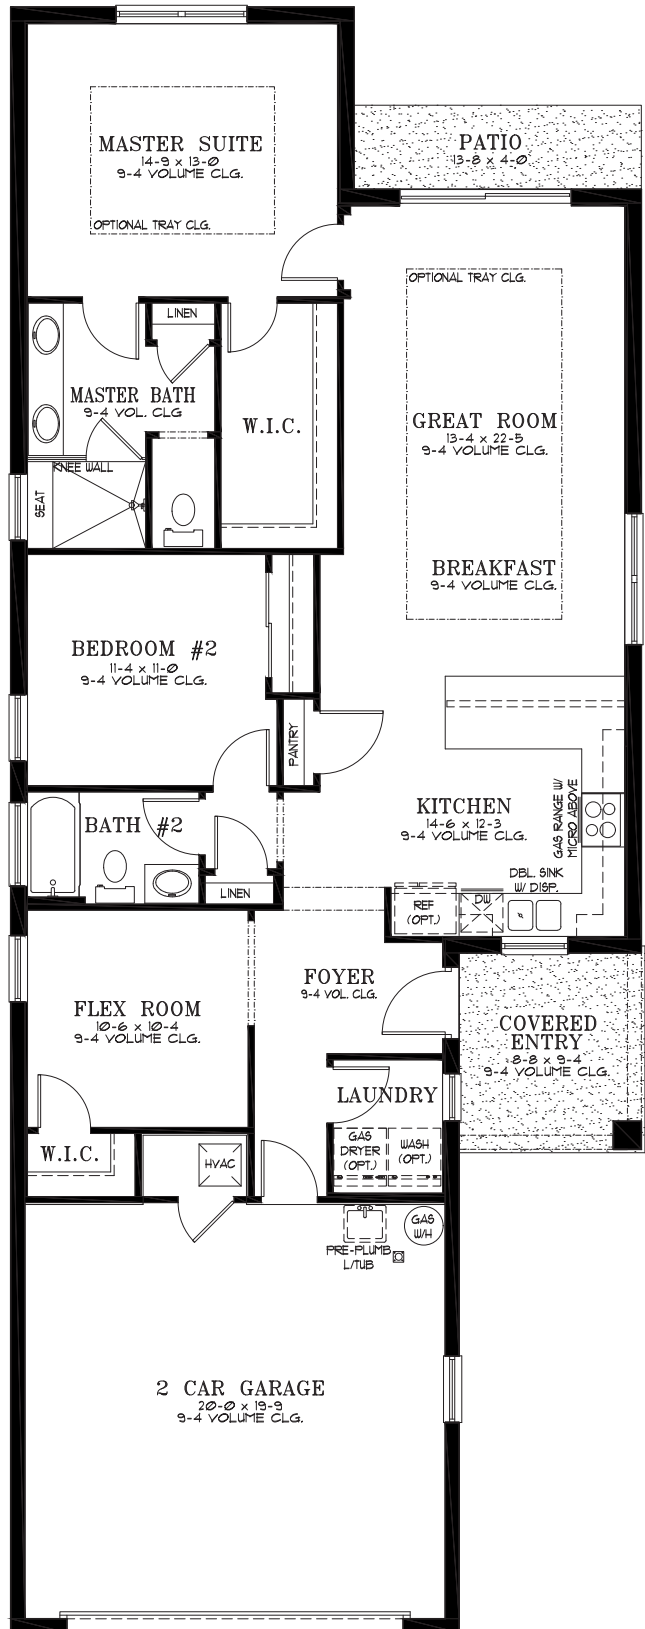 MASTER SUITE
14-9 x 13-0
9-4 VOLUME CLG.
OPTIONAL TRAY CLG.
PATIO
13-8 x 4-0
OPTIONAL TRAY CLG.
LINEN
MASTER BATH
9-4 VOL. CLG
W.I.C.
GREAT ROOM
13-4 x 22-5
9-4 VOLUME CLG.
KNEE WALL
SEAT
BREAKFAST
9-4 VOLUME CLG.
BEDROOM #2
11-4 x 11-0
9-4 VOLUME CLG.
PANTRY
KITCHEN
14-6 x 12-3
9-4 VOLUME CLG.
GAS RANGE W/
MICRO ABOVE
BATH #2
LINEN
DBL. SINK
W/ DISP.
REF
(OPT.)
DW
FOYER
9-4 VOL. CLG.
FLEX ROOM
10-6 x 10-4
9-4 VOLUME CLG.
COVERED
ENTRY
8-8 x 9-4
9-4 VOLUME CLG.
LAUNDRY
GAS
DRYER
(OPT.)
WASH
(OPT.)
W.I.C.
HVAC
GAS
W/H
PRE-PLUMB
L/TUB
2 CAR GARAGE
20-0 x 19-9
9-4 VOLUME CLG.